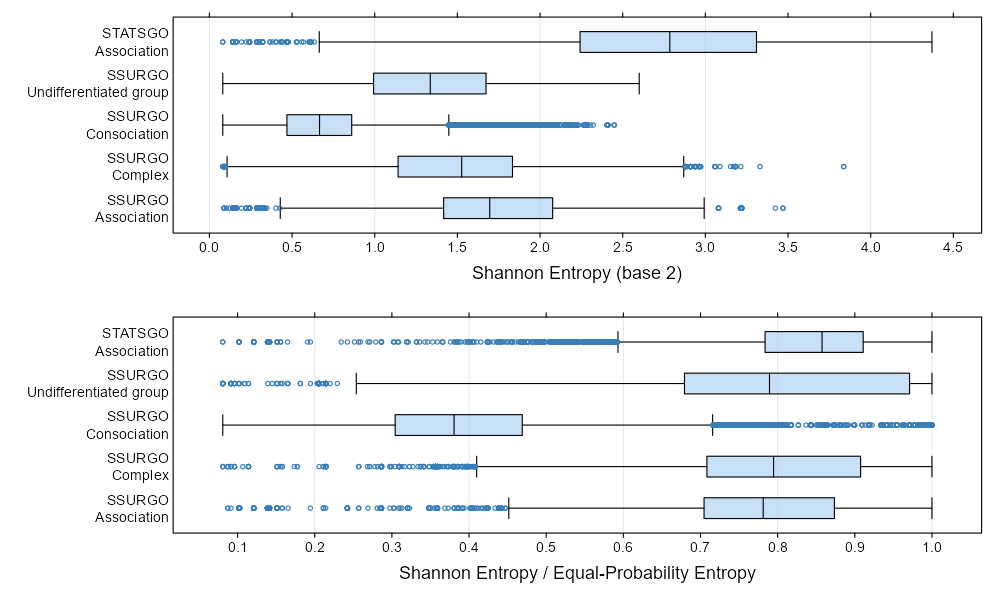 STATSGO
Association
SSURGO
Undifferentiated group
SSURGO
Consociation
SSURGO
Complex
SSURGO
Association
0.0 0.5 1.0 1.5 2.0 2.5 3.0 3.5 4.0 4.5
Shannon Entropy (base 2)
STATSGO
Association
SSURGO
Undifferentiated group
SSURGO
Consociation
SSURGO
Complex
SSURGO
Association
0.1 0.2 0.3 0.4 0.5 0.6 0.7 0.8 0.9 1.0
Shannon Entropy / Equal-Probability Entropy